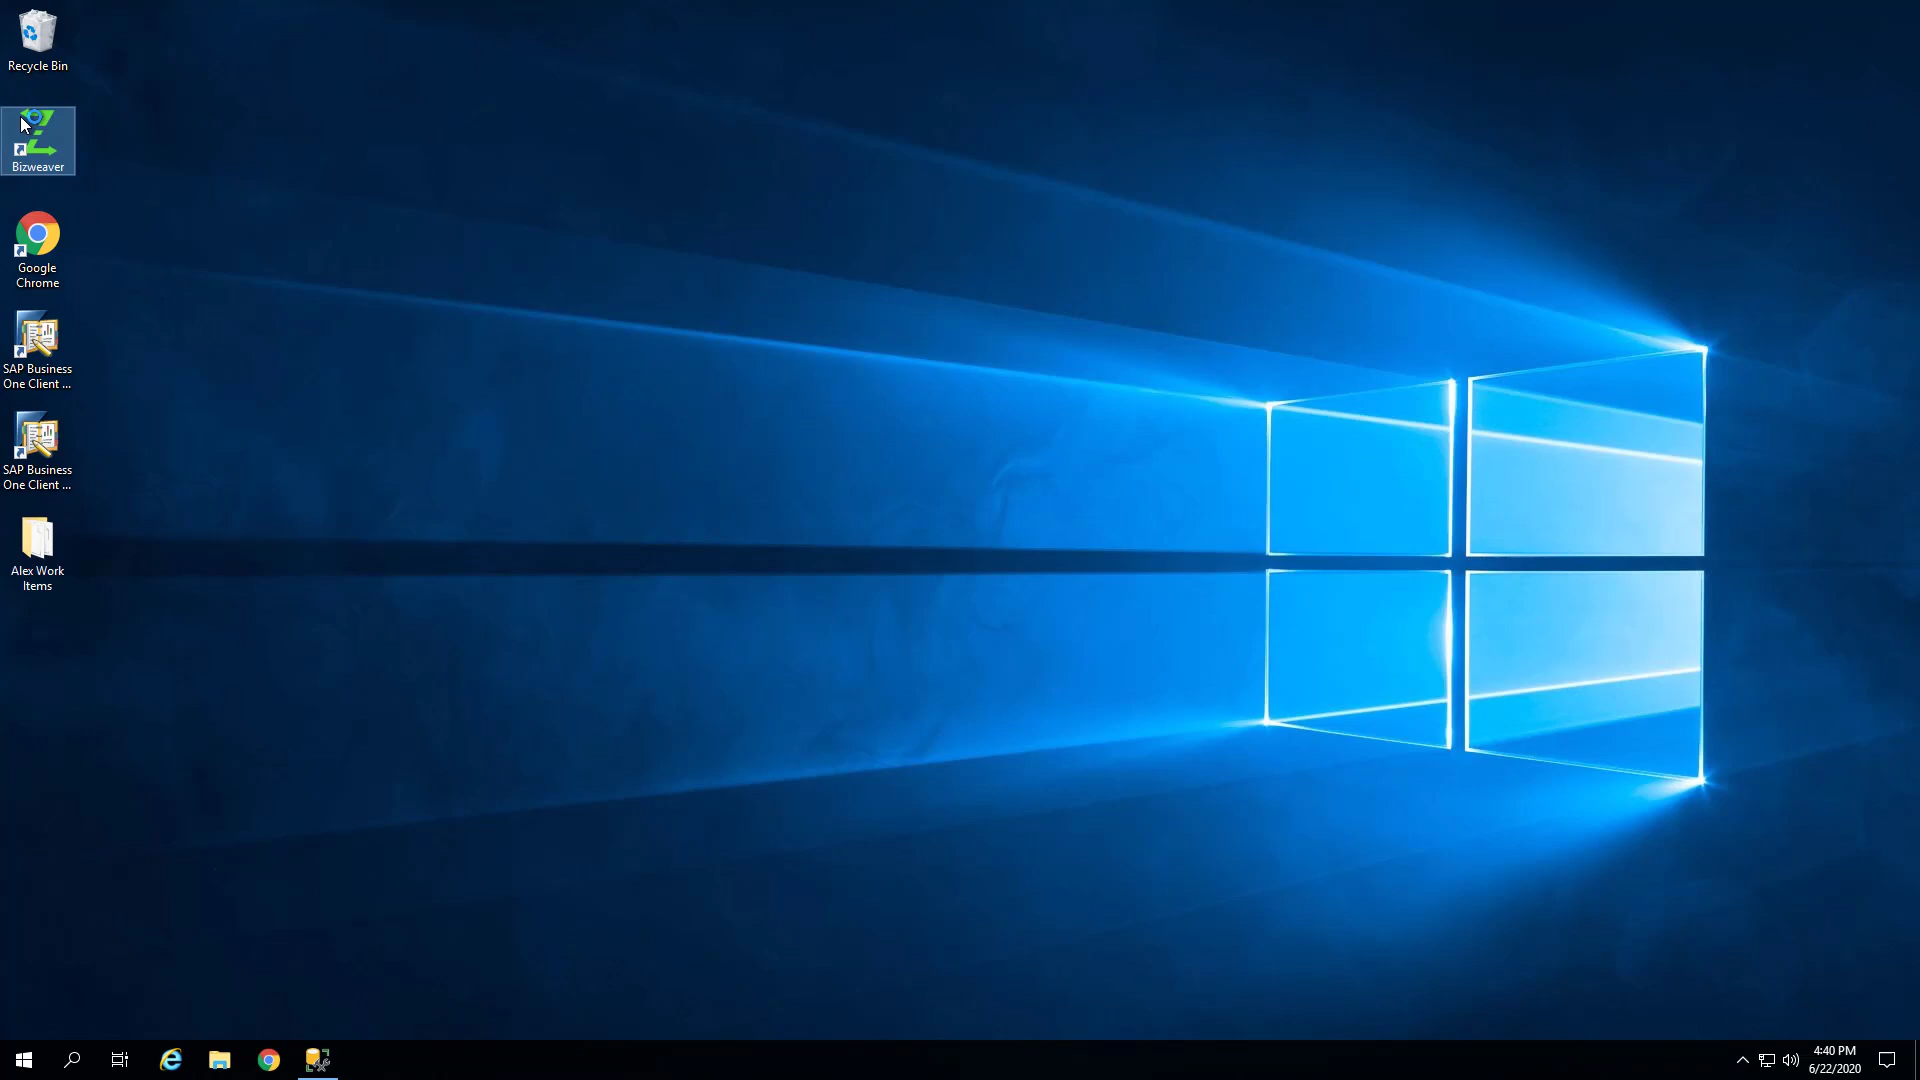 Recycle Bin
Bizweaver
Google
Chrome
SAP Business
One Client ...
SAP Business
One Client ...
Alex Work
Items
4:40 PM
6/22/2020